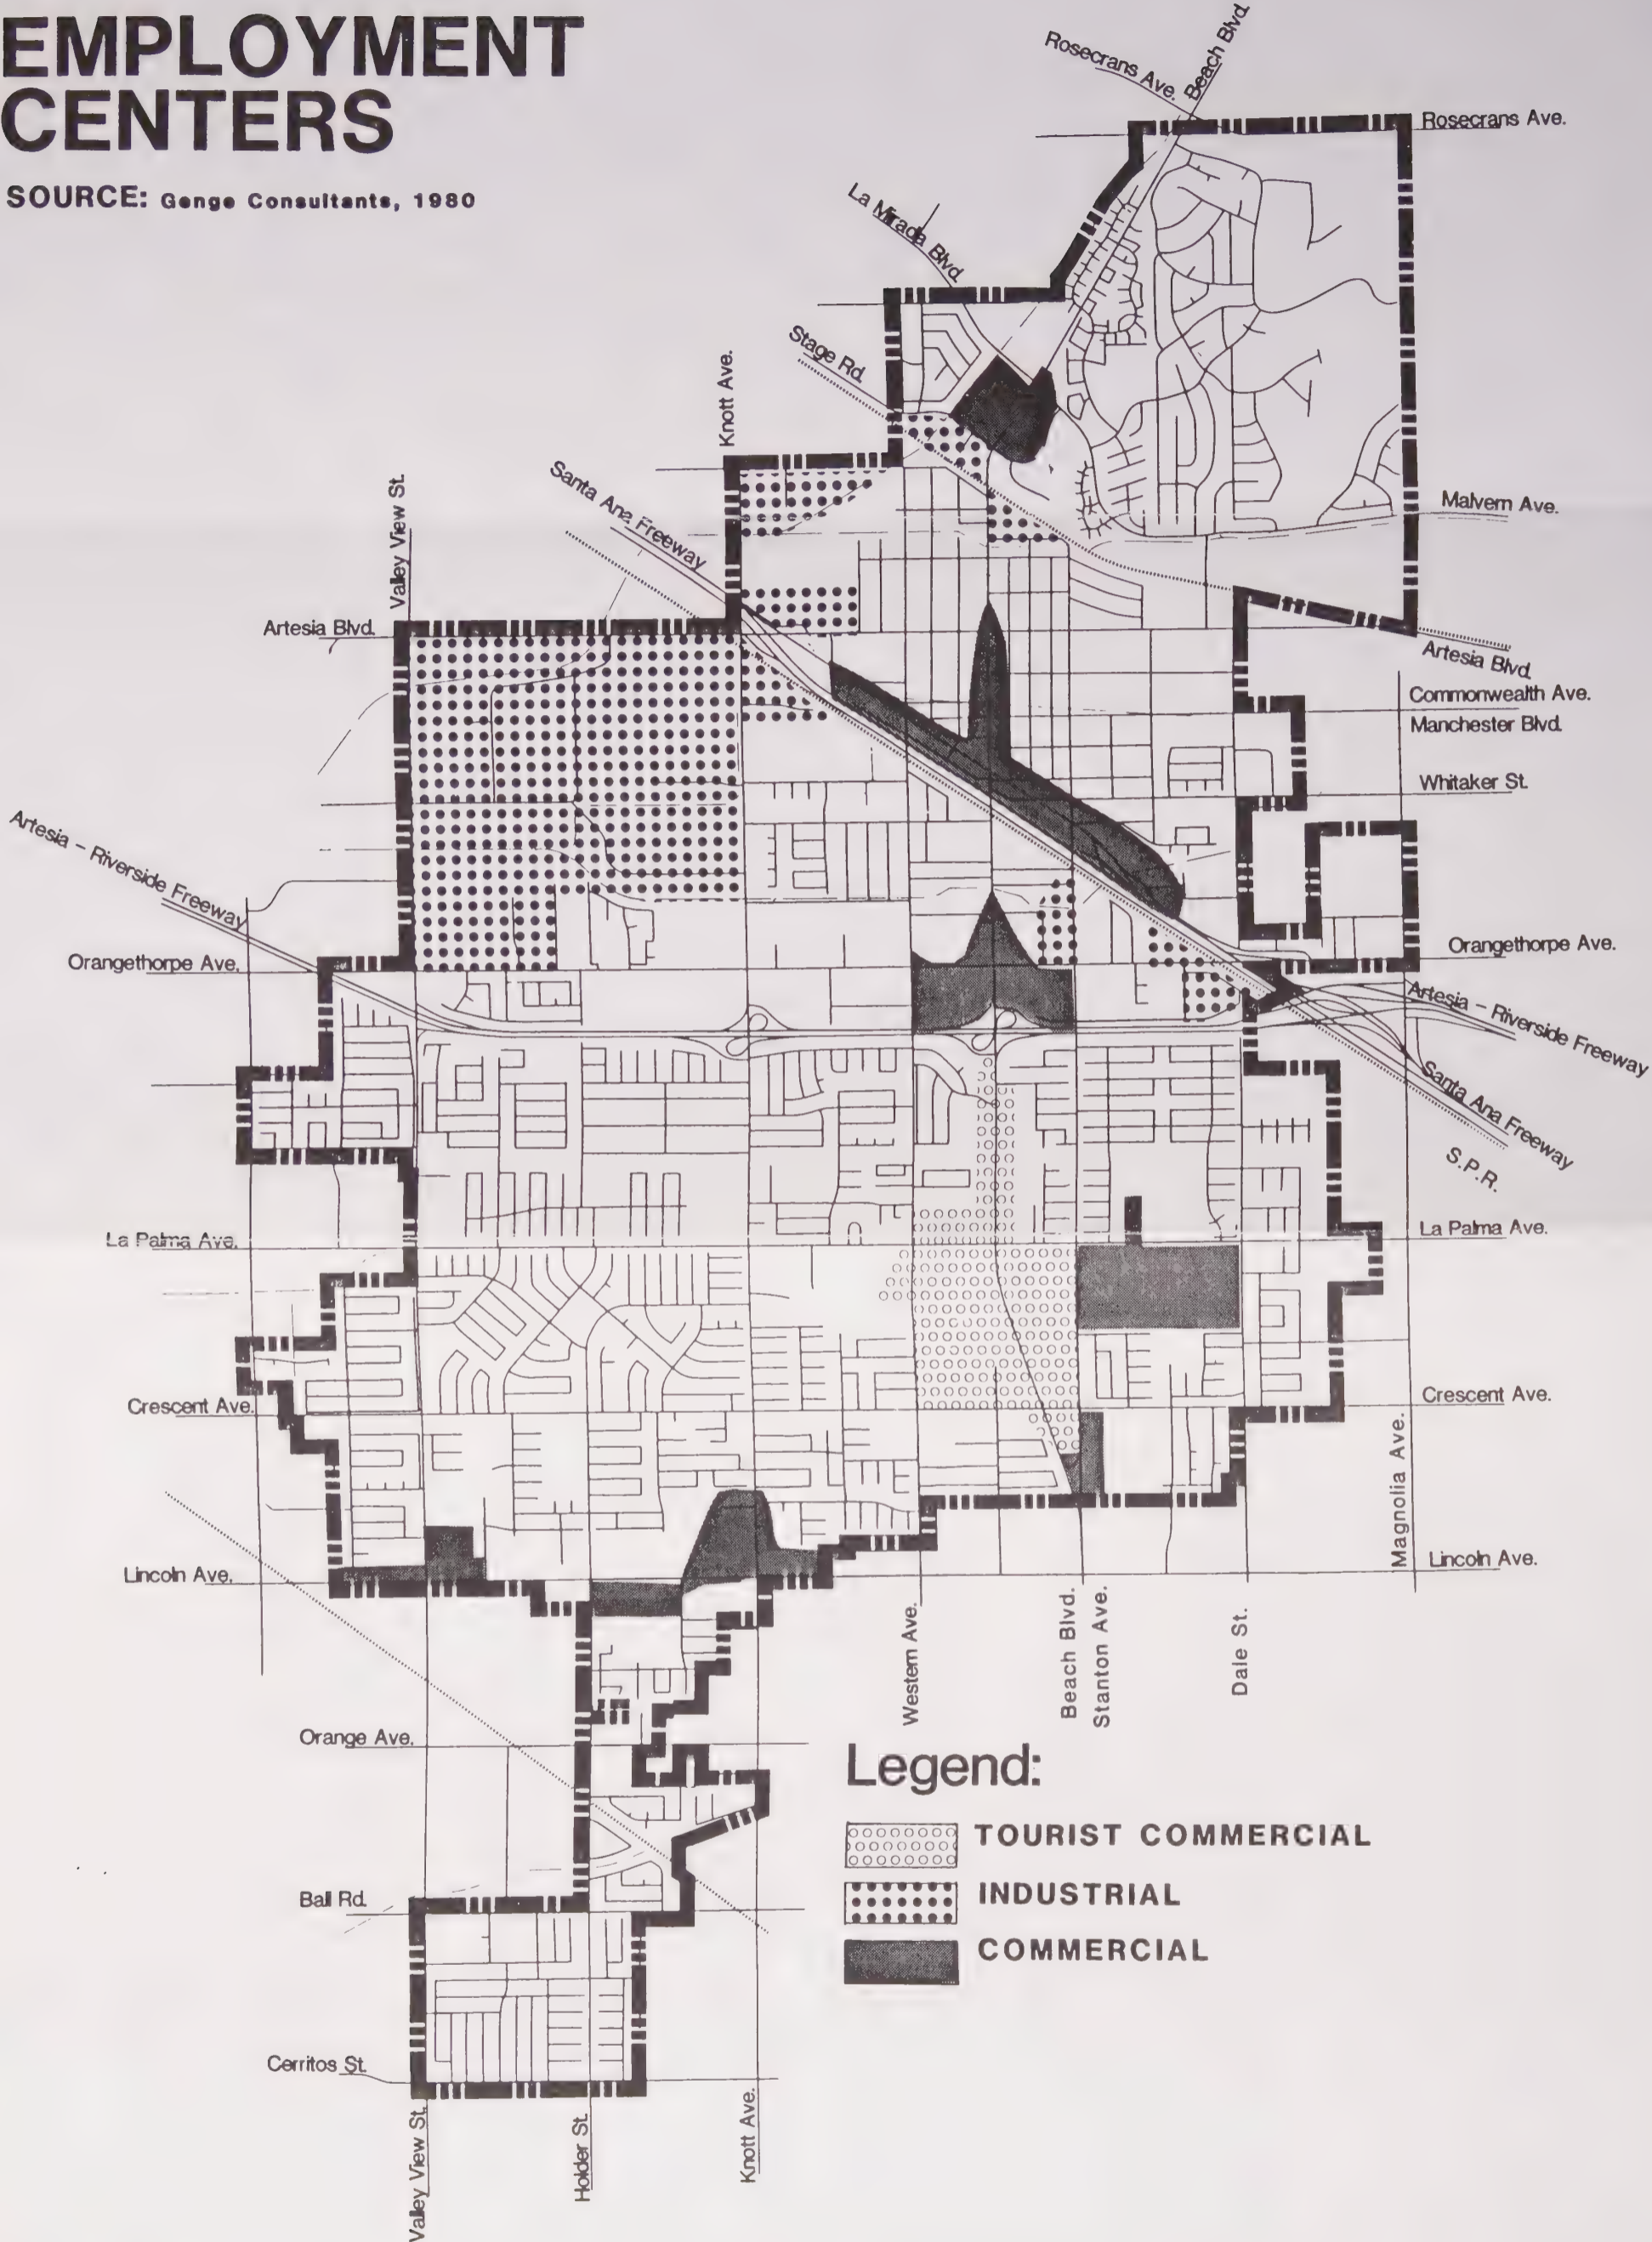 EMPLOYMENT
CENTERS
SOURCE: Genge Consultants, 1980
Rosecrans Ave.
Beach Blvd.
Rosecrans Ave.
La Mirada Blvd.
Stage Rd.
Knott Ave.
Santa Ana Freeway
Valley View St.
Malvern Ave.
Artesia Blvd.
Artesia Blvd.
Commonwealth Ave.
Manchester Blvd.
Whitaker St.
Artesia - Riverside Freeway
Orangethorpe Ave.
Orangethorpe Ave.
Artesia - Riverside Freeway
Santa Ana Freeway
S.P.R.
La Palma Ave.
La Palma Ave.
Crescent Ave.
Crescent Ave.
Magnolia Ave.
Lincoln Ave.
Lincoln Ave.
Western Ave.
Beach Blvd.
Stanton Ave.
Dale St.
Orange Ave.
Legend:
TOURIST COMMERCIAL
INDUSTRIAL
COMMERCIAL
Ball Rd.
Cerritos St.
Valley View St.
Holder St.
Knott Ave.